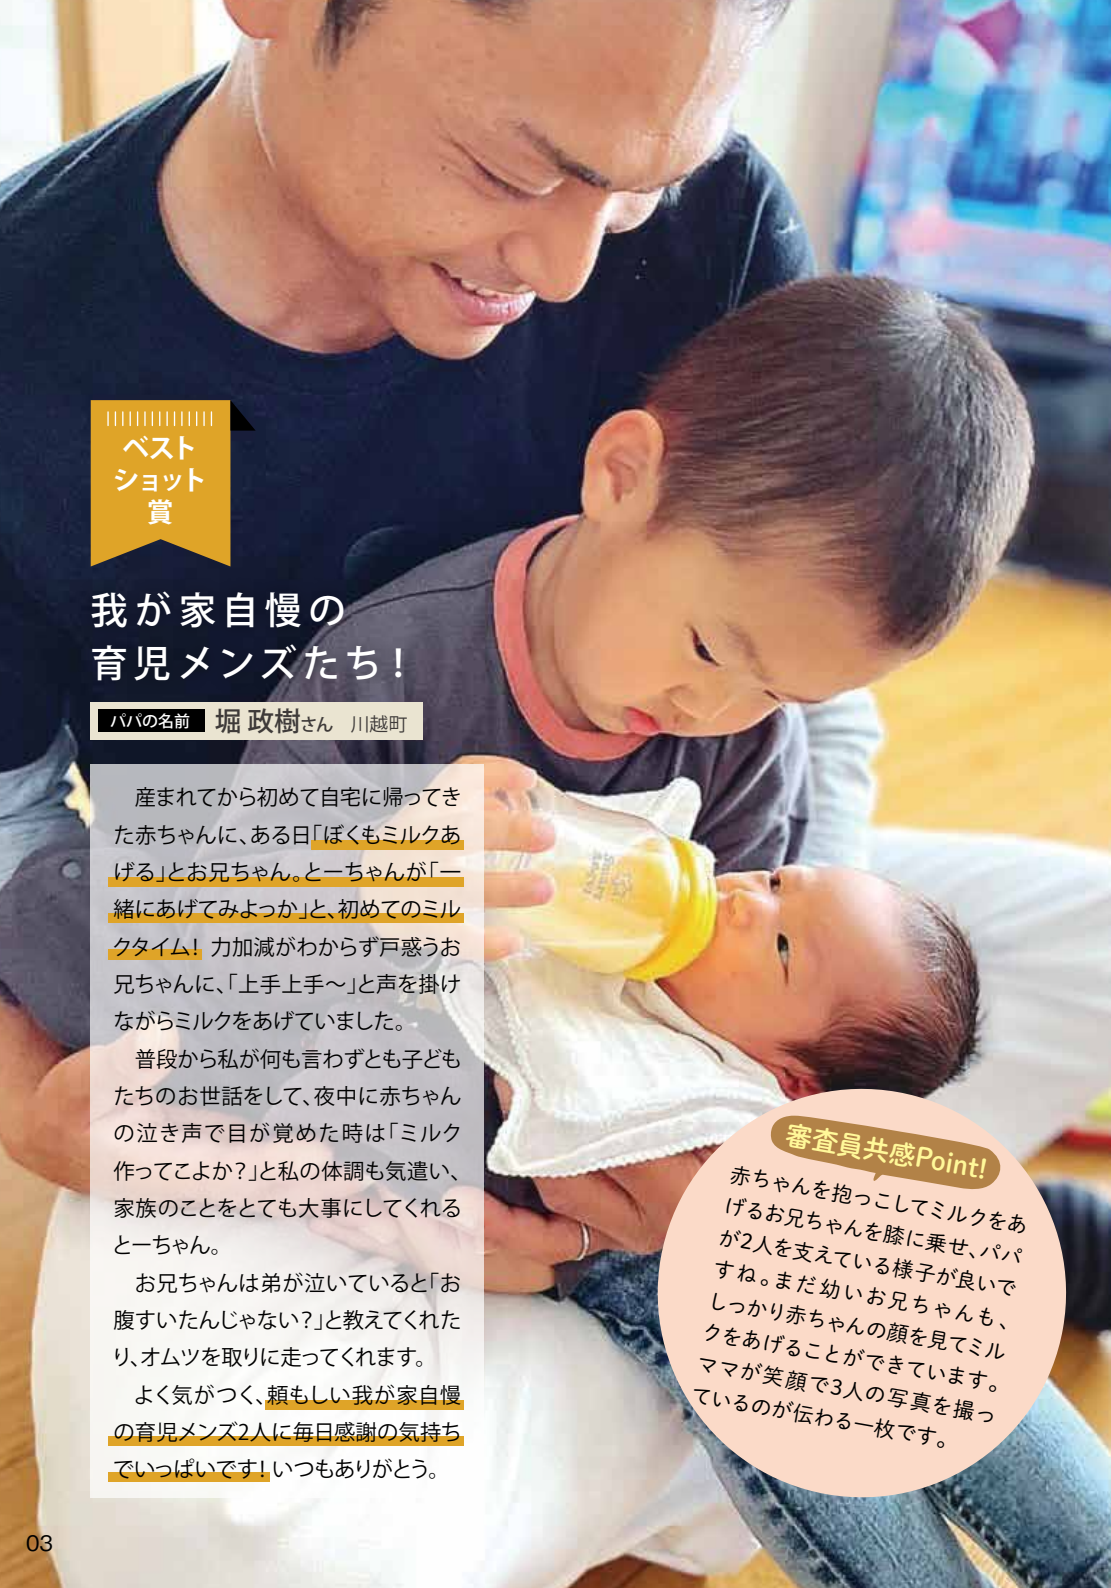 ベスト
ショット
賞
我が家自慢の
育児メンズたち！
パパの名前 堀 政樹さん 川越町
産まれてから初めて自宅に帰ってき
た赤ちゃんに、ある日「ぼくもミルクあ
げる」とお兄ちゃん。とーちゃんが「一
緒にあげてみよっか」と、初めてのミル
クタイム！ 力加減がわからず戸惑うお
兄ちゃんに、「上手上手〜」と声を掛け
ながらミルクをあげていました。
普段から私が何も言わずとも子ども
たちのお世話をして、夜中に赤ちゃん
の泣き声で目が覚めた時は「ミルク
作ってこよか？」と私の体調も気遣い、
家族のことをとても大事にしてくれる
とーちゃん。
お兄ちゃんは弟が泣いていると「お
腹すいたんじゃない？」と教えてくれた
り、オムツを取りに走ってくれます。
よく気がつく、頼もしい我が家自慢
の育児メンズ2人に毎日感謝の気持ち
でいっぱいです！いつもありがとう。
審査員共感Point!
赤ちゃんを抱っこしてミルクをあ
げるお兄ちゃんを膝に乗せ、パパ
が2人を支えている様子が良いで
すね。まだ幼いお兄ちゃんも、
しっかり赤ちゃんの顔を見てミル
クをあげることができています。
ママが笑顔で3人の写真を撮っ
ているのが伝わる一枚です。
03